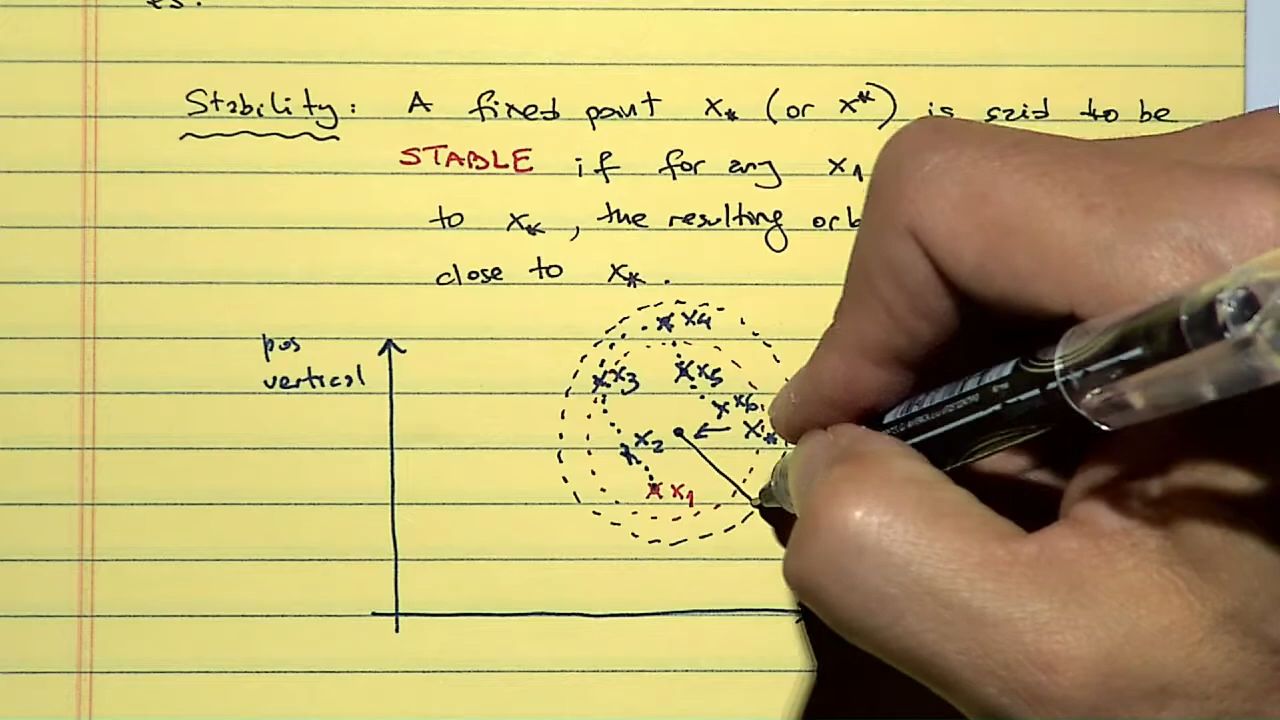 es.
Stability: A fixed point x* (or x*) is said to be
STABLE if for any x1
to x*, the resulting orb
close to x*.
pos
vertical
x4
x3
x5
x6
x2
x*
x1